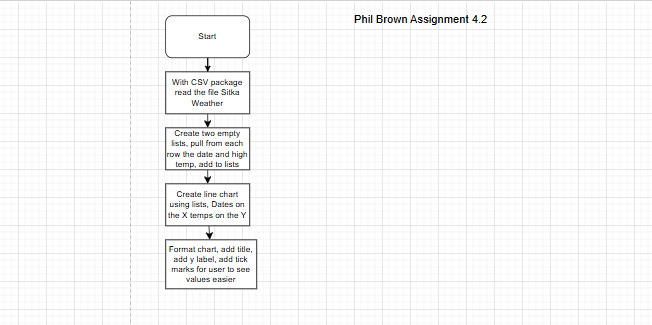 Phil Brown Assignment 4.2
Start
With CSV package
read the file Sitka
Weather
Create two empty
lists, pull from each
row the date and high
temp, add to lists
Create line chart
using lists, Dates on
the X temps on the Y
Format chart, add title,
add y label, add tick
marks for user to see
values easier